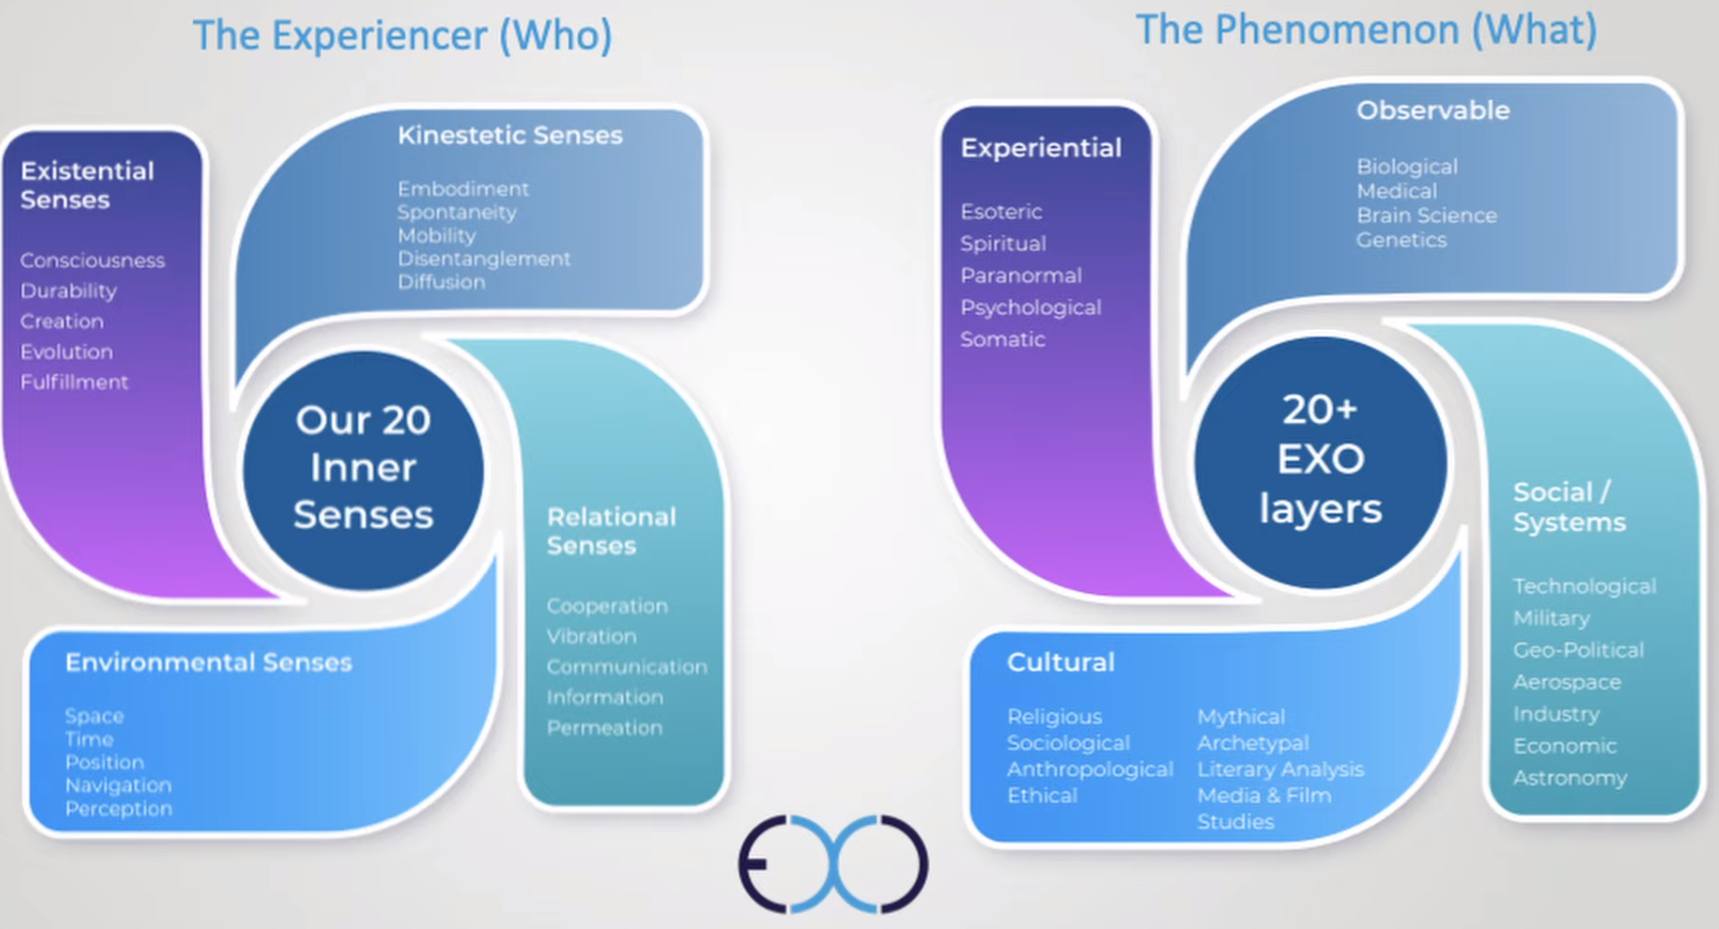 The Experiencer (Who)
Existential
Senses
Consciousness
Durability
Creation
Evolution
Fulfillment
Kinestetic Senses
Embodiment
Spontaneity
Mobility
Disentanglement
Diffusion
Our 20
Inner
Senses
Relational
Senses
Cooperation
Vibration
Communication
Information
Permeation
Environmental Senses
Space
Time
Position
Navigation
Perception
The Phenomenon (What)
Experiential
Esoteric
Spiritual
Paranormal
Psychological
Somatic
Observable
Biological
Medical
Brain Science
Genetics
20+
EXO
layers
Social /
Systems
Technological
Military
Geo-Political
Aerospace
Industry
Economic
Astronomy
Cultural
Religious
Sociological
Anthropological
Ethical
Mythical
Archetypal
Literary Analysis
Media & Film
Studies
EXO